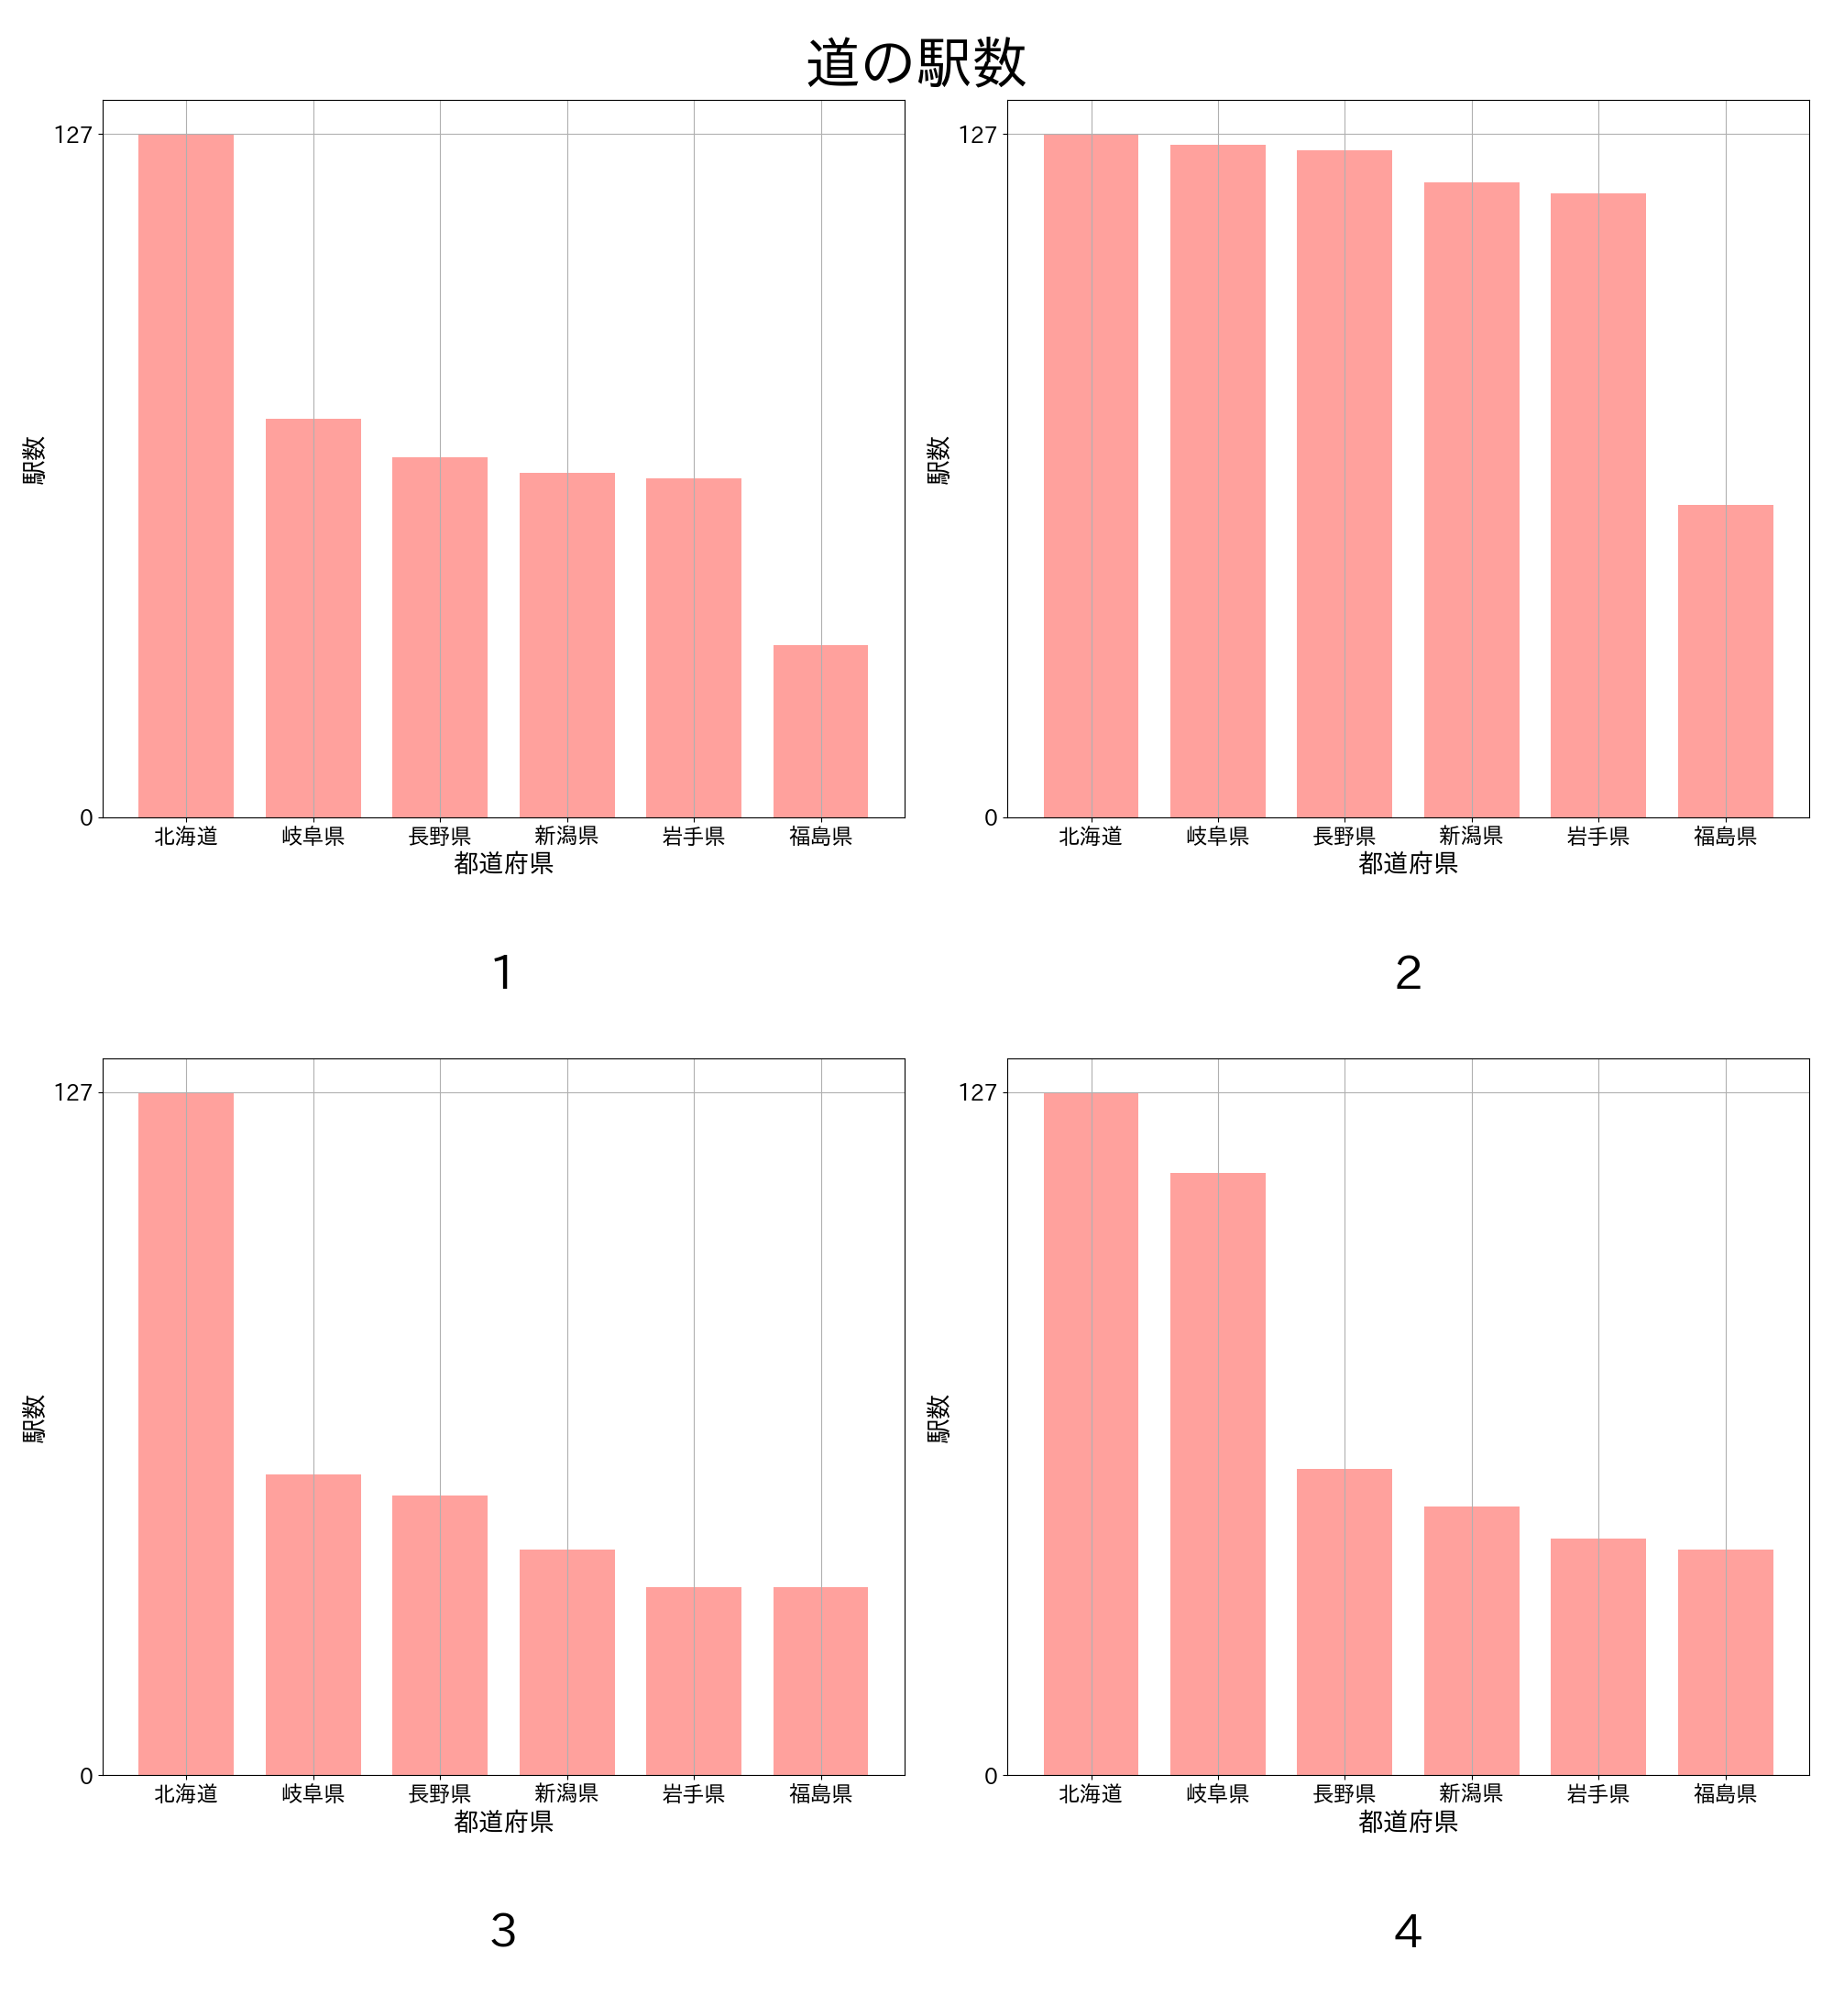 道の駅数
127
0
駅数
北海道 岐阜県 長野県 新潟県 岩手県 福島県
都道府県
1
127
0
駅数
北海道 岐阜県 長野県 新潟県 岩手県 福島県
都道府県
2
127
0
駅数
北海道 岐阜県 長野県 新潟県 岩手県 福島県
都道府県
3
127
0
駅数
北海道 岐阜県 長野県 新潟県 岩手県 福島県
都道府県
4